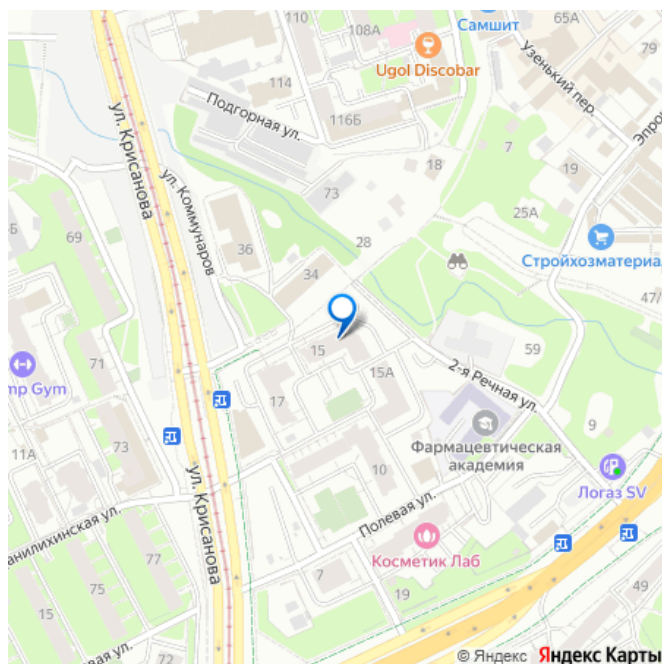 110
108А
Самшит
65А
79
Узенький пер.
Ugol Discobar
114
116Б
Подгорная ул.
7
19
18
ул. Крисанова
ул. Коммунаров
73
25А
69
36
28
Стройхозматериал
34
47/
59
15
71
15А
2-я Речная ул.
mp Gym
17
9
73
11А
Фармацевтическая
академия
10
Логаз SV
ул. Крисанова
Полевая ул.
анилихинская ул.
77
Косметик Лаб
75
7
19
49
15
вая ул.
72
© Яндекс Яндекс Карты